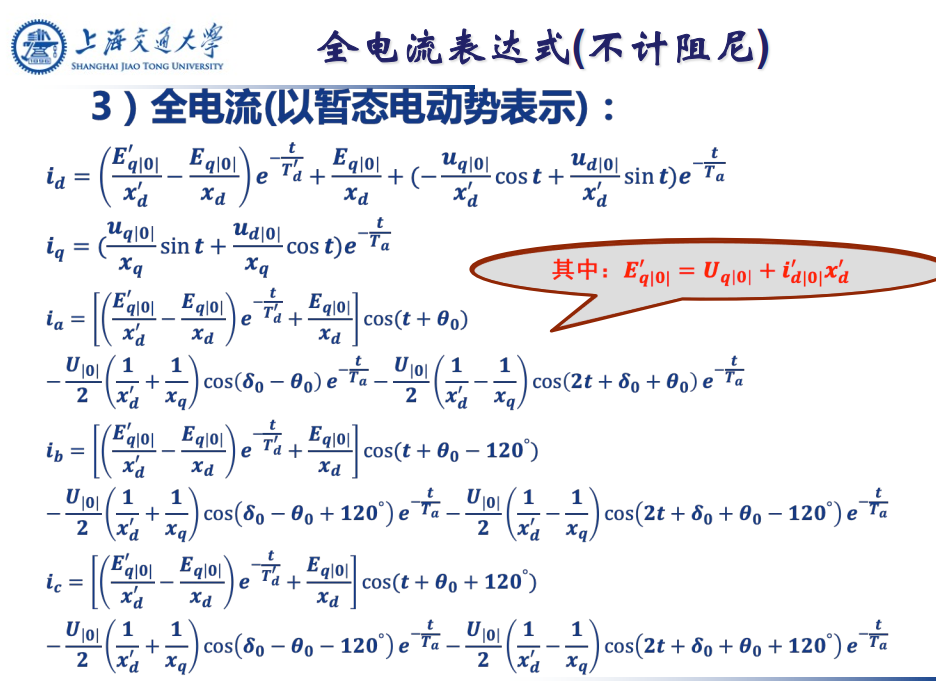 上海交通大学
SHANGHAI JIAO TONG UNIVERSITY
全电流表达式(不计阻尼)
3）全电流(以暂态电动势表示)：
$i_d = \left(\frac{E'_{q|0|}}{x'_d} - \frac{E_{q|0|}}{x_d}\right) e^{-\frac{t}{T'_d}} + \frac{E_{q|0|}}{x_d} + (-\frac{u_{q|0|}}{x'_d} \cos t + \frac{u_{d|0|}}{x'_d} \sin t) e^{-\frac{t}{T_a}}$
$i_q = (\frac{u_{q|0|}}{x_q} \sin t + \frac{u_{d|0|}}{x_q} \cos t) e^{-\frac{t}{T_a}}$
其中：$E'_{q|0|} = U_{q|0|} + i'_{d|0|} x'_d$
$i_a = \left[\left(\frac{E'_{q|0|}}{x'_d} - \frac{E_{q|0|}}{x_d}\right) e^{-\frac{t}{T'_d}} + \frac{E_{q|0|}}{x_d}\right] \cos(t + \theta_0)$
$-\frac{U_{|0|}}{2} \left(\frac{1}{x'_d} + \frac{1}{x_q}\right) \cos(\delta_0 - \theta_0) e^{-\frac{t}{T_a}} - \frac{U_{|0|}}{2} \left(\frac{1}{x'_d} - \frac{1}{x_q}\right) \cos(2t + \delta_0 + \theta_0) e^{-\frac{t}{T_a}}$
$i_b = \left[\left(\frac{E'_{q|0|}}{x'_d} - \frac{E_{q|0|}}{x_d}\right) e^{-\frac{t}{T'_d}} + \frac{E_{q|0|}}{x_d}\right] \cos(t + \theta_0 - 120^\circ)$
$-\frac{U_{|0|}}{2} \left(\frac{1}{x'_d} + \frac{1}{x_q}\right) \cos(\delta_0 - \theta_0 + 120^\circ) e^{-\frac{t}{T_a}} - \frac{U_{|0|}}{2} \left(\frac{1}{x'_d} - \frac{1}{x_q}\right) \cos(2t + \delta_0 + \theta_0 - 120^\circ) e^{-\frac{t}{T_a}}$
$i_c = \left[\left(\frac{E'_{q|0|}}{x'_d} - \frac{E_{q|0|}}{x_d}\right) e^{-\frac{t}{T'_d}} + \frac{E_{q|0|}}{x_d}\right] \cos(t + \theta_0 + 120^\circ)$
$-\frac{U_{|0|}}{2} \left(\frac{1}{x'_d} + \frac{1}{x_q}\right) \cos(\delta_0 - \theta_0 - 120^\circ) e^{-\frac{t}{T_a}} - \frac{U_{|0|}}{2} \left(\frac{1}{x'_d} - \frac{1}{x_q}\right) \cos(2t + \delta_0 + \theta_0 + 120^\circ) e^{-\frac{t}{T_a}}$